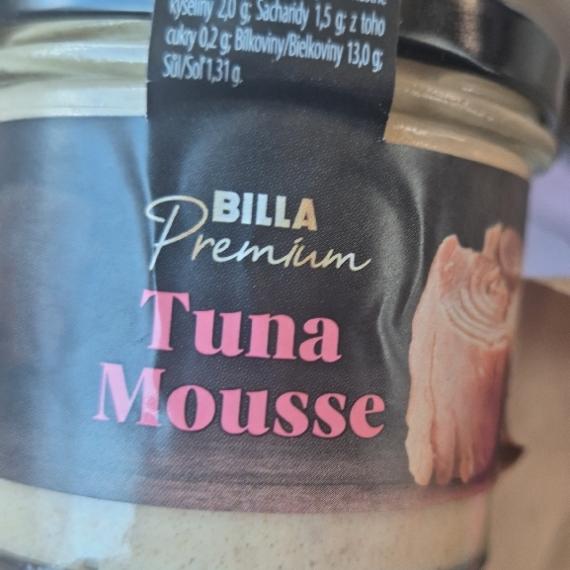 kyseliny 2,0 g; Sacharidy 1,5 g; z toho
cukry 0,2 g; Bílkoviny/Bielkoviny 13,0 g;
Sůl/Soľ 1,31 g.
BILLA
Premium
Tuna
Mousse